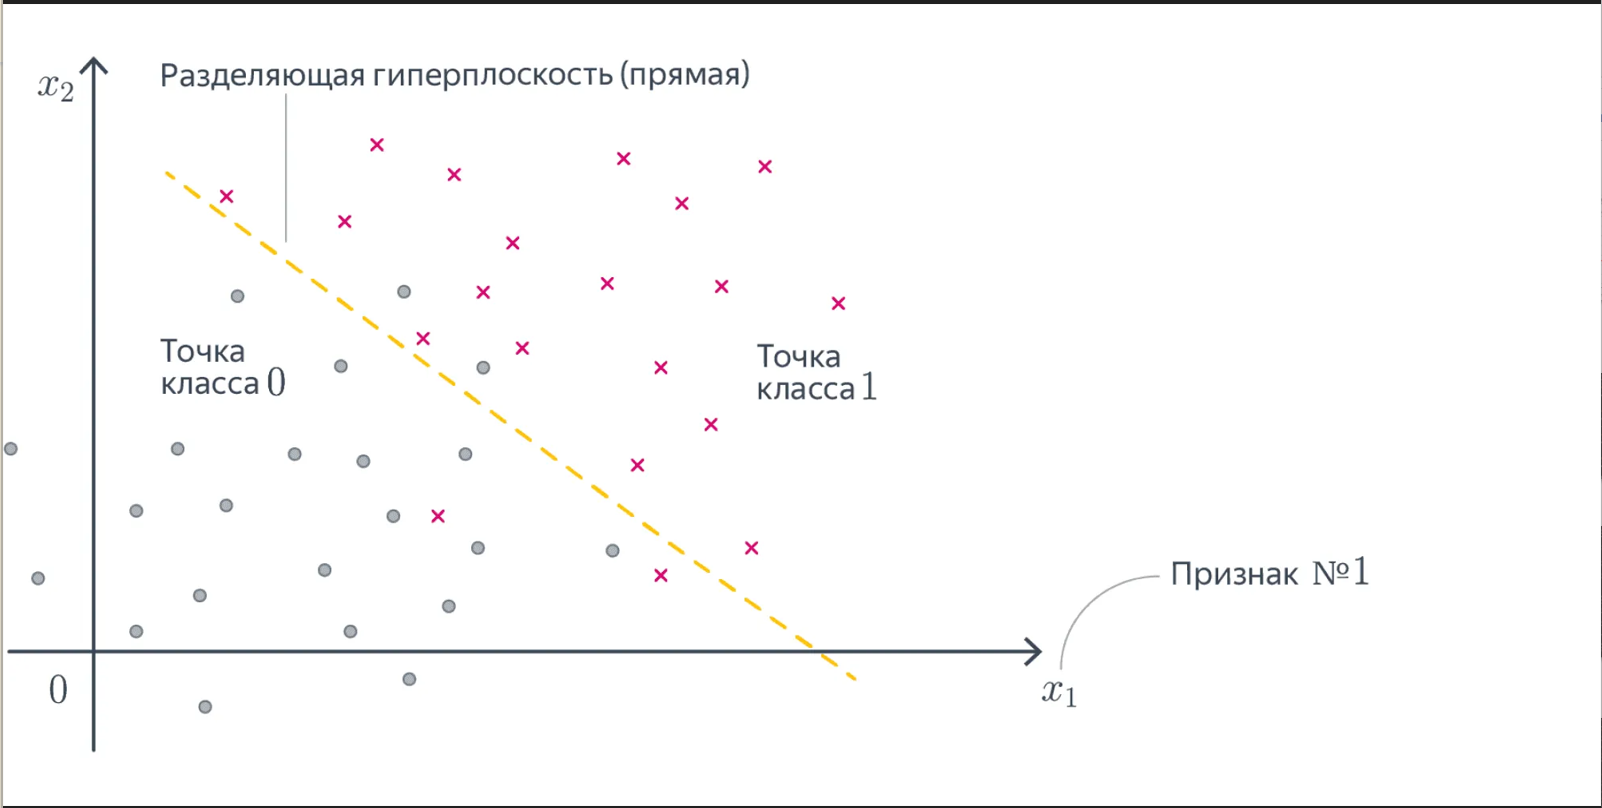 x₂
Разделяющая гиперплоскость (прямая)
Точка
класса 0
Точка
класса 1
Признак №1
0
x₁